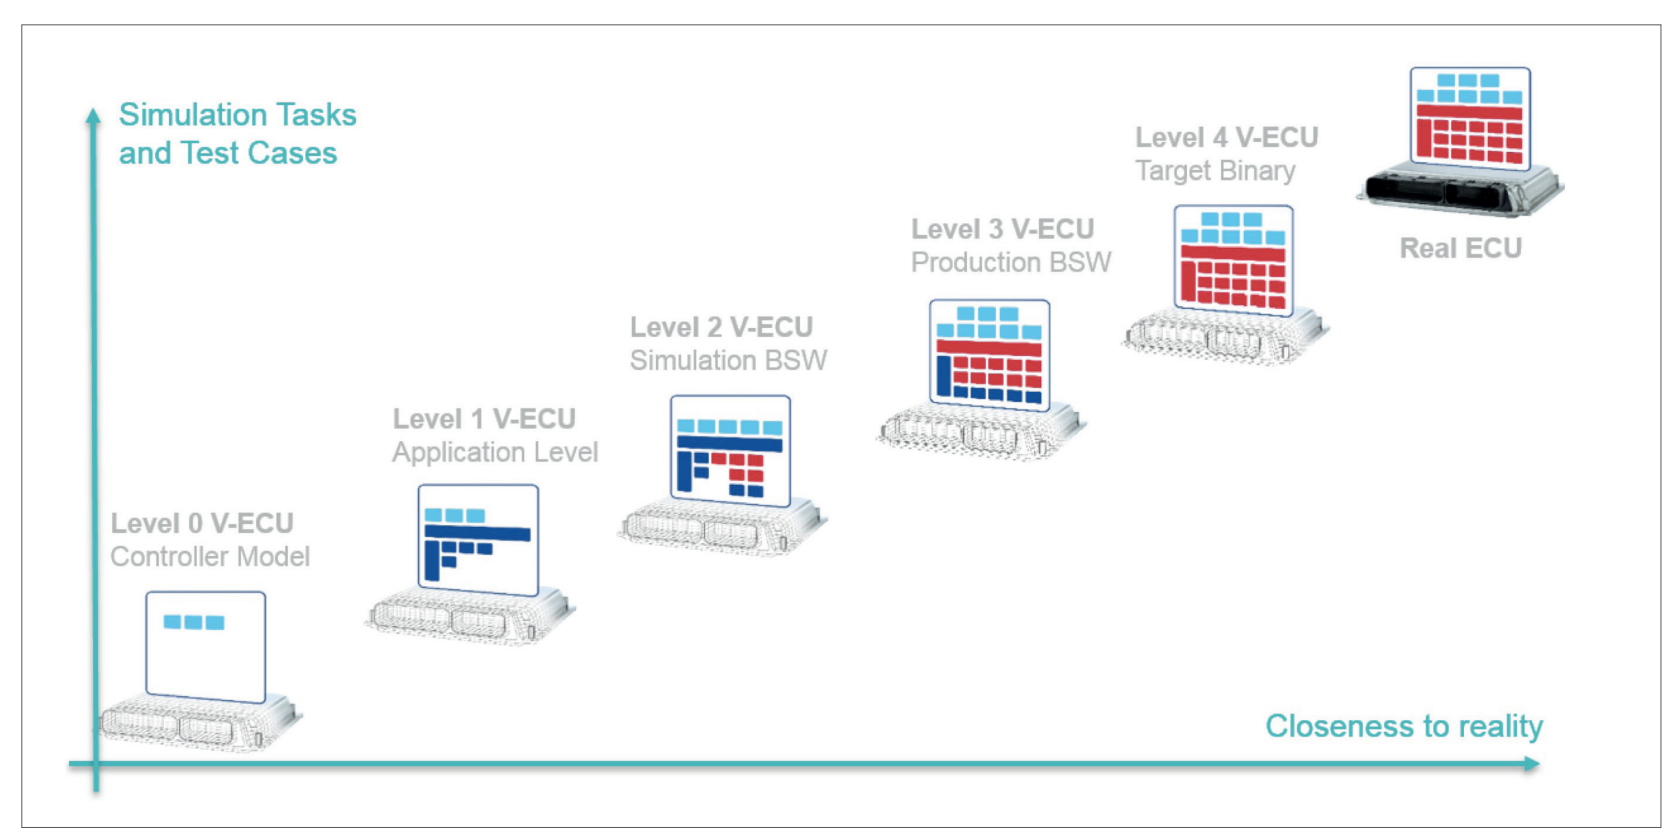 Simulation Tasks
and Test Cases
Level 4 V-ECU
Target Binary
Real ECU
Level 3 V-ECU
Production BSW
Level 2 V-ECU
Simulation BSW
Level 1 V-ECU
Application Level
Level 0 V-ECU
Controller Model
Closeness to reality